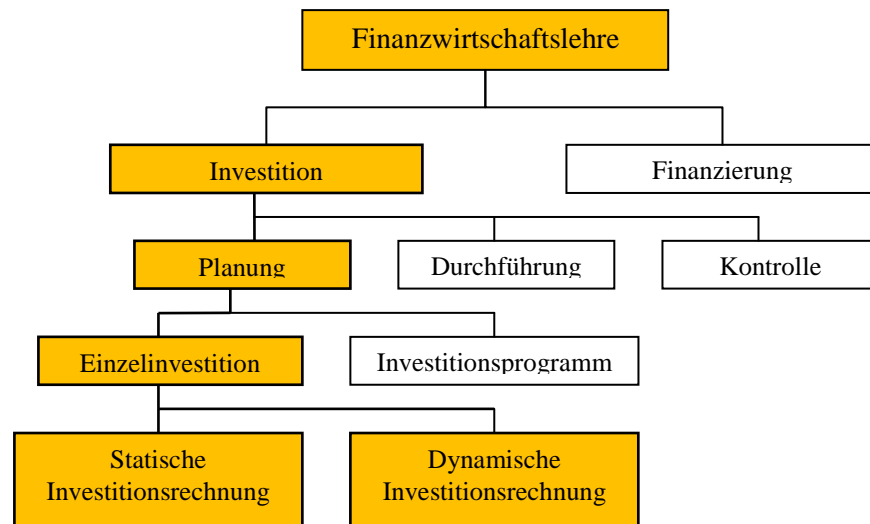 Finanzwirtschaftslehre
Investition
Finanzierung
Planung
Durchführung
Kontrolle
Einzelinvestition
Investitionsprogramm
Statische
Investitionsrechnung
Dynamische
Investitionsrechnung